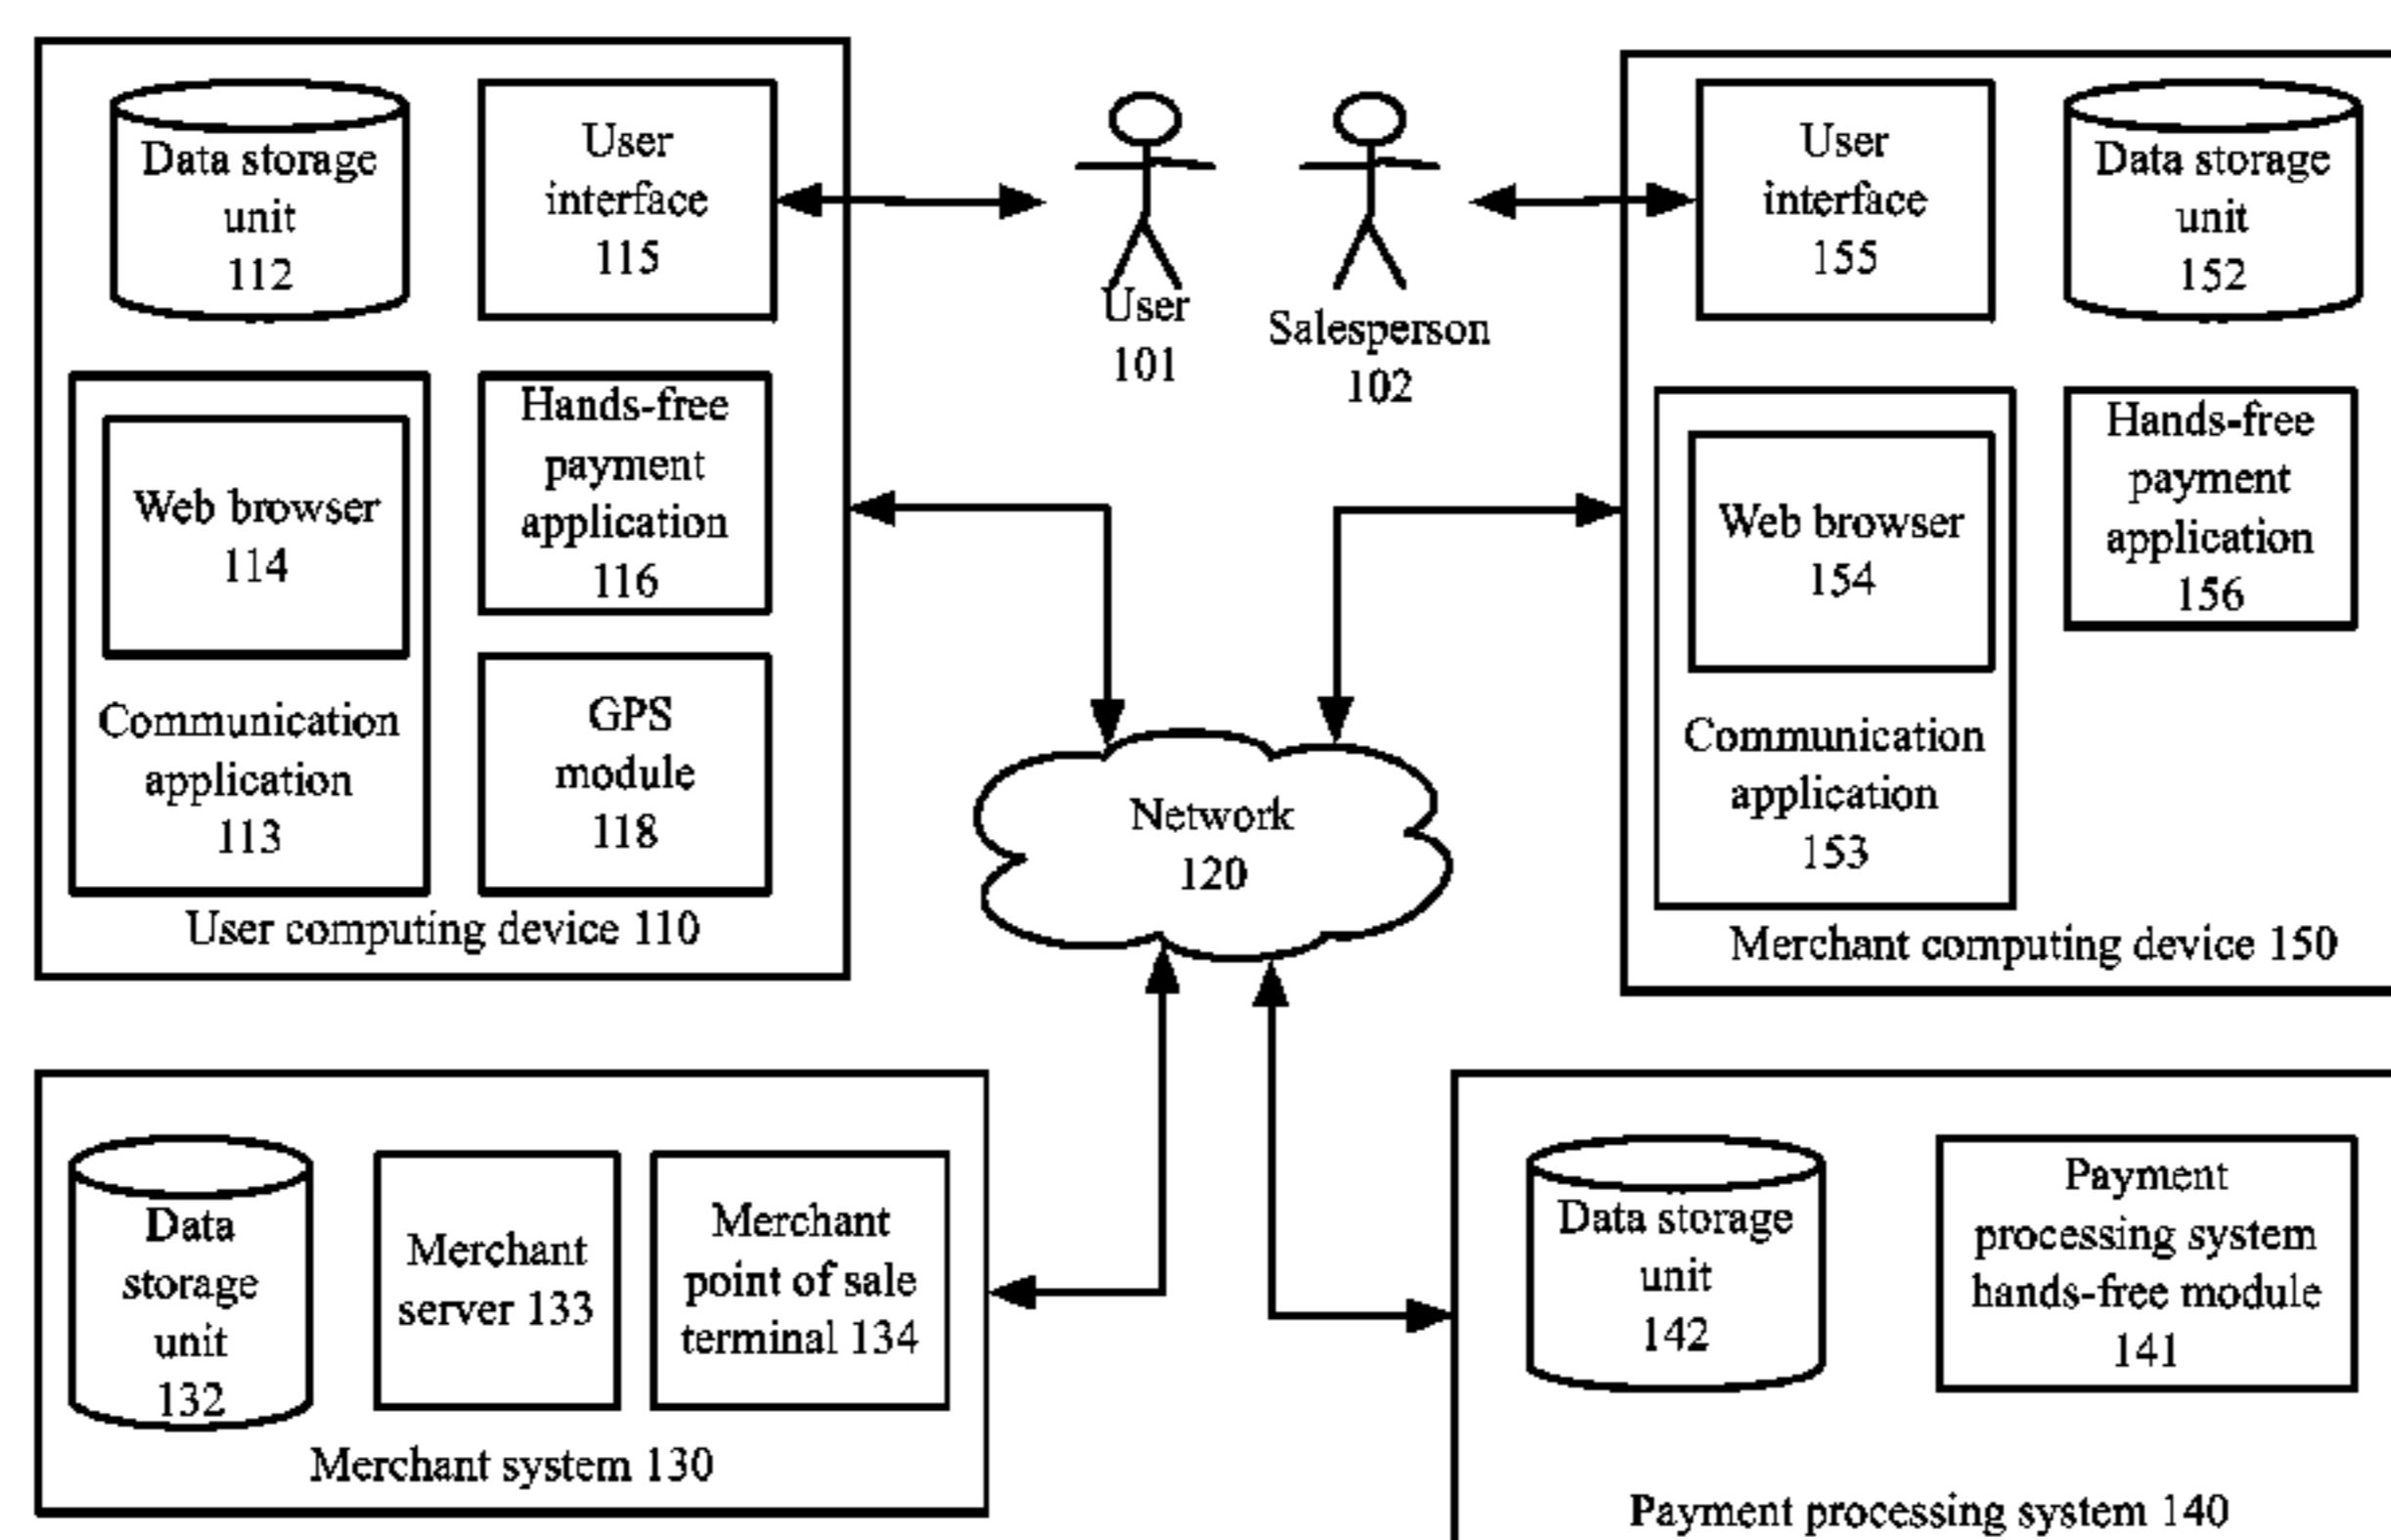 Data storage
unit
112
User
interface
115
Web browser
114
Communication
application
113
Hands-free
payment
application
116
GPS
module
118
User computing device 110
User
101
Salesperson
102
User
interface
155
Data storage
unit
152
Web browser
154
Communication
application
153
Hands-free
payment
application
156
Merchant computing device 150
Network
120
Data
storage
unit
132
Merchant
server 133
Merchant
point of sale
terminal 134
Merchant system 130
Data storage
unit
142
Payment
processing system
hands-free module
141
Payment processing system 140